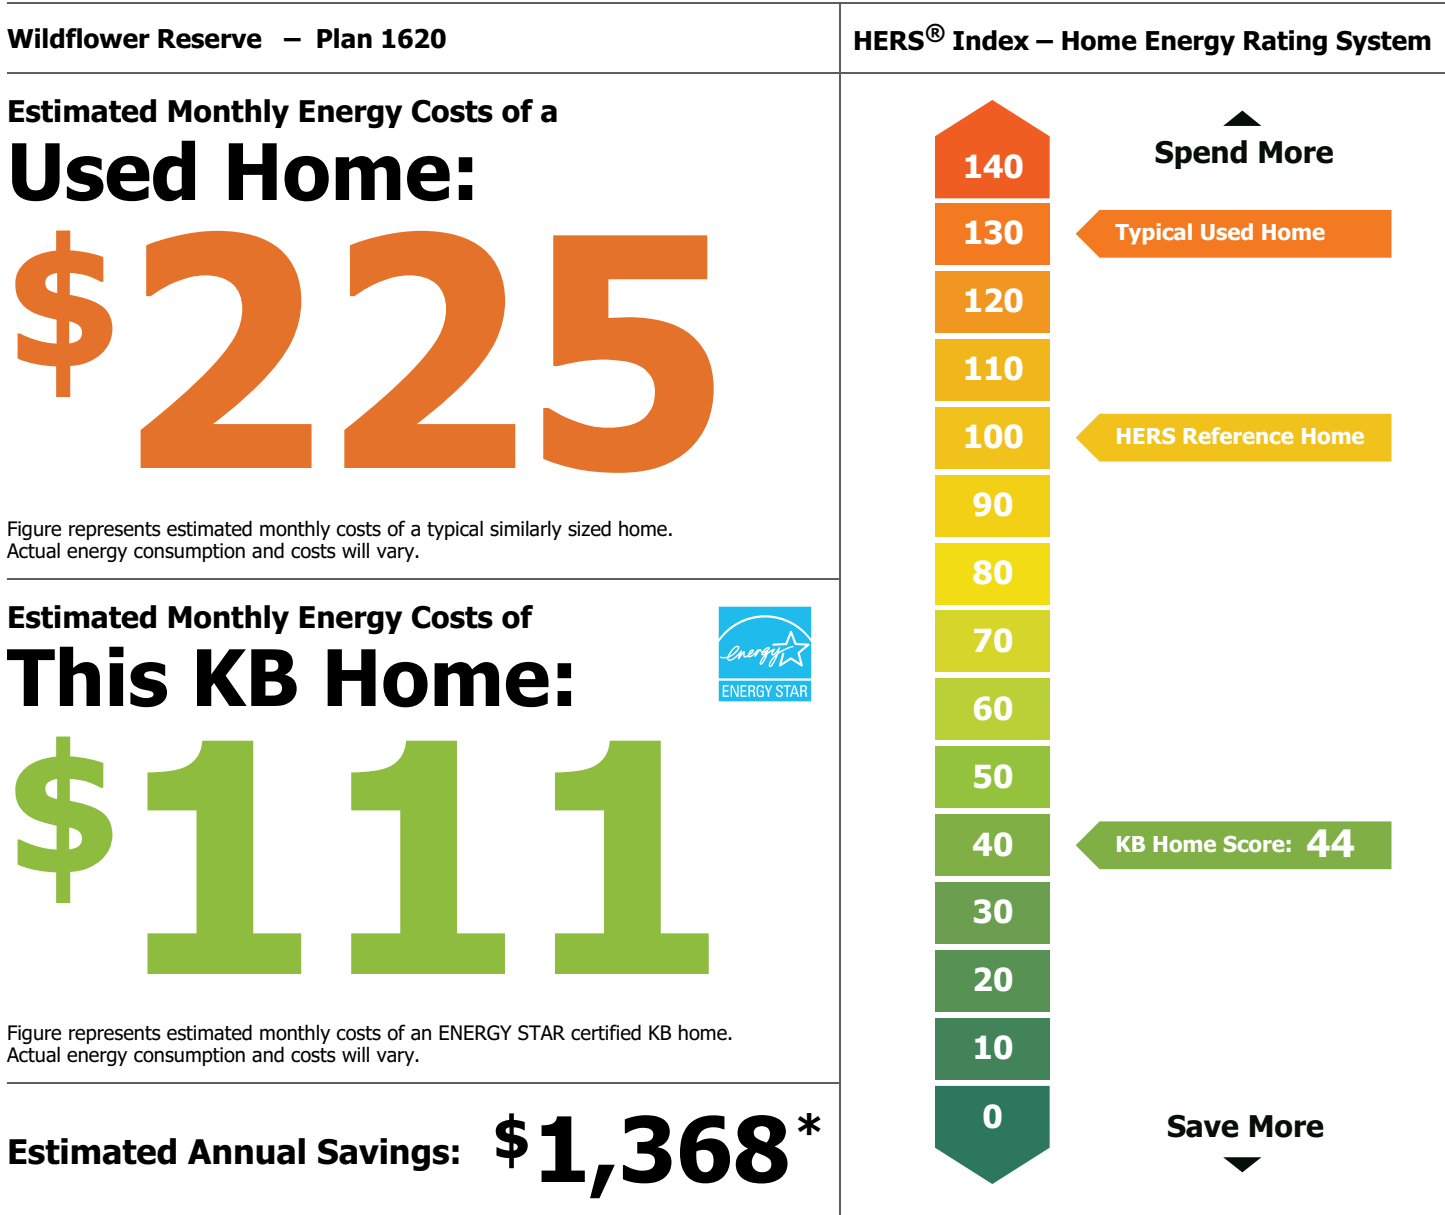 Wildflower Reserve – Plan 1620
Estimated Monthly Energy Costs of a
Used Home:
$225
Figure represents estimated monthly costs of a typical similarly sized home.
Actual energy consumption and costs will vary.
Estimated Monthly Energy Costs of
This KB Home:
energy
ENERGY STAR
$111
Figure represents estimated monthly costs of an ENERGY STAR certified KB home.
Actual energy consumption and costs will vary.
Estimated Annual Savings: $1,368*
HERS® Index – Home Energy Rating System
Spend More
140
130 Typical Used Home
120
110
100 HERS Reference Home
90
80
70
60
50
40 KB Home Score: 44
30
20
10
0
Save More